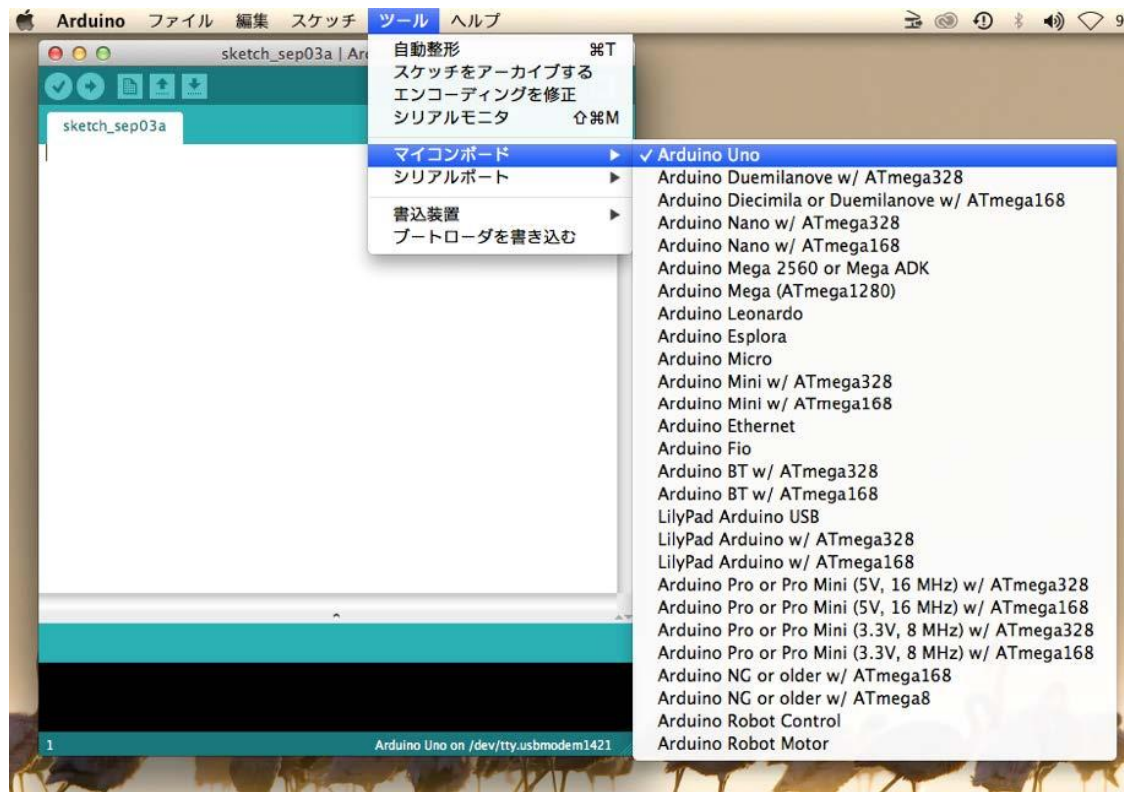 Arduino ファイル 編集 スケッチ ツール ヘルプ 9
sketch_sep03a | Ar
自動整形 ⌘T
スケッチをアーカイブする
エンコーディングを修正
シリアルモニタ ⇧⌘M
マイコンボード ▶
シリアルポート ▶
書込装置 ▶
ブートローダを書き込む
sketch_sep03a
✓ Arduino Uno
Arduino Duemilanove w/ ATmega328
Arduino Diecimila or Duemilanove w/ ATmega168
Arduino Nano w/ ATmega328
Arduino Nano w/ ATmega168
Arduino Mega 2560 or Mega ADK
Arduino Mega (ATmega1280)
Arduino Leonardo
Arduino Esplora
Arduino Micro
Arduino Mini w/ ATmega328
Arduino Mini w/ ATmega168
Arduino Ethernet
Arduino Fio
Arduino BT w/ ATmega328
Arduino BT w/ ATmega168
LilyPad Arduino USB
LilyPad Arduino w/ ATmega328
LilyPad Arduino w/ ATmega168
Arduino Pro or Pro Mini (5V, 16 MHz) w/ ATmega328
Arduino Pro or Pro Mini (5V, 16 MHz) w/ ATmega168
Arduino Pro or Pro Mini (3.3V, 8 MHz) w/ ATmega328
Arduino Pro or Pro Mini (3.3V, 8 MHz) w/ ATmega168
Arduino NG or older w/ ATmega168
Arduino NG or older w/ ATmega8
Arduino Robot Control
Arduino Robot Motor
1 Arduino Uno on /dev/tty.usbmodem1421